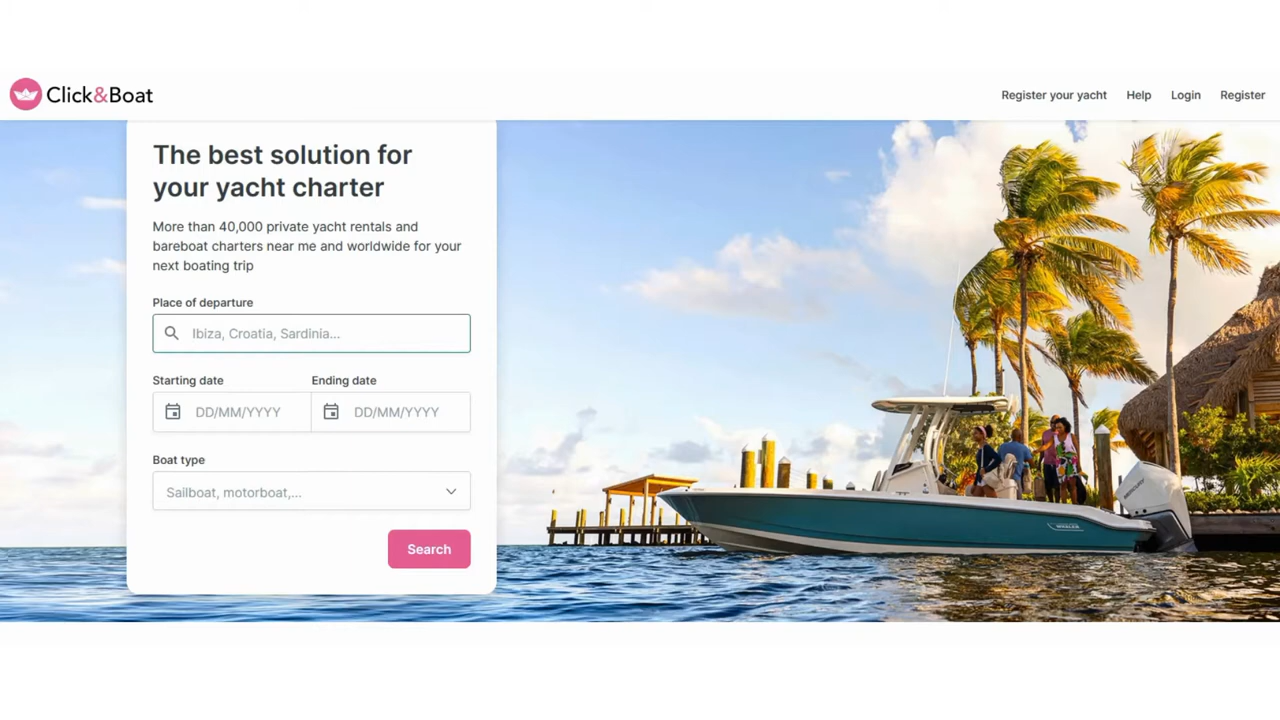 Click&Boat
Register your yacht
Help
Login
Register
The best solution for
your yacht charter
More than 40,000 private yacht rentals and
bareboat charters near me and worldwide for your
next boating trip
Place of departure
Ibiza, Croatia, Sardinia...
Starting date
Ending date
DD/MM/YYYY
DD/MM/YYYY
Boat type
Sailboat, motorboat,...
Search
WHALER
MERCURY